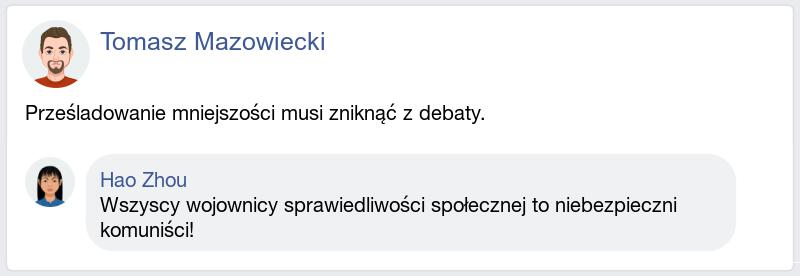 Tomasz Mazowiecki
Prześladowanie mniejszości musi zniknąć z debaty.
Hao Zhou
Wszyscy wojownicy sprawiedliwości społecznej to niebezpieczni
komuniści!